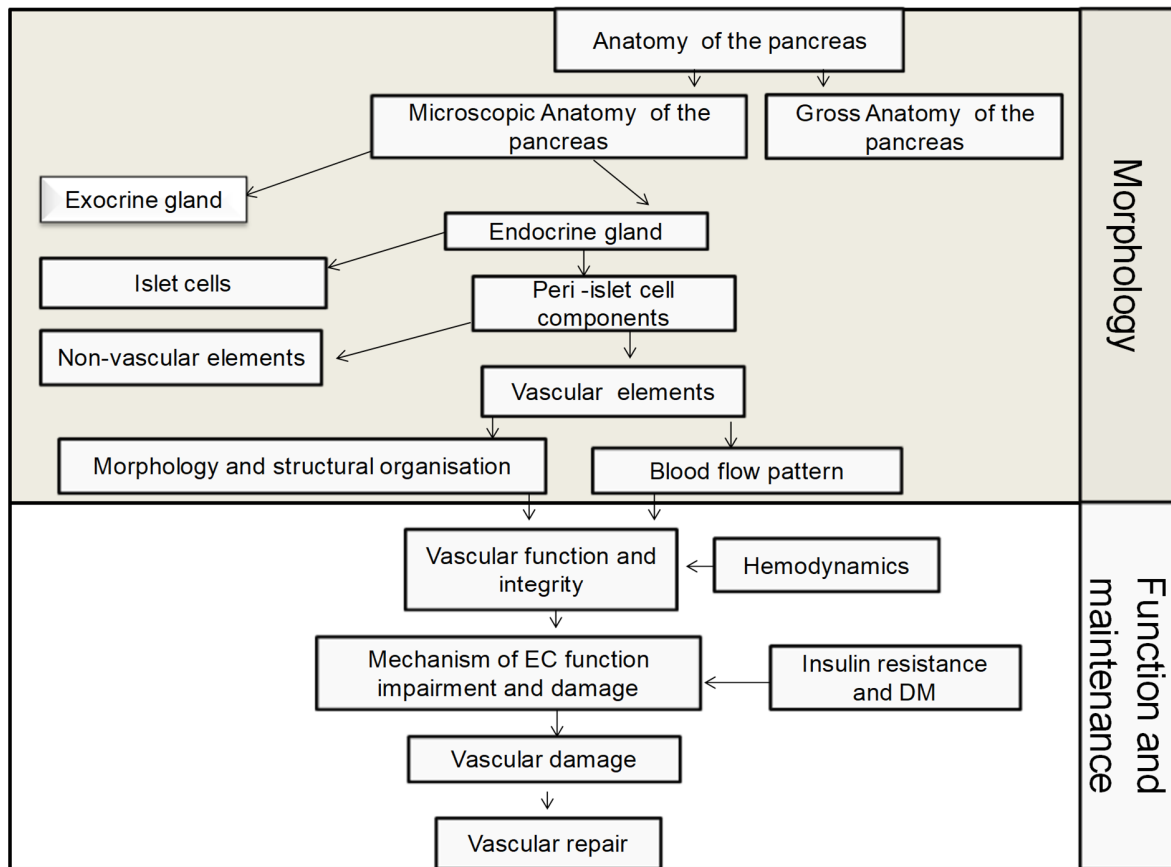 Anatomy of the pancreas
Microscopic Anatomy of the
pancreas
Gross Anatomy of the
pancreas
Exocrine gland
Endocrine gland
Islet cells
Peri -islet cell
components
Non-vascular elements
Vascular elements
Morphology and structural organisation
Blood flow pattern
Morphology
Vascular function and
integrity
Hemodynamics
Mechanism of EC function
impairment and damage
Insulin resistance
and DM
Vascular damage
Vascular repair
Function and
maintenance